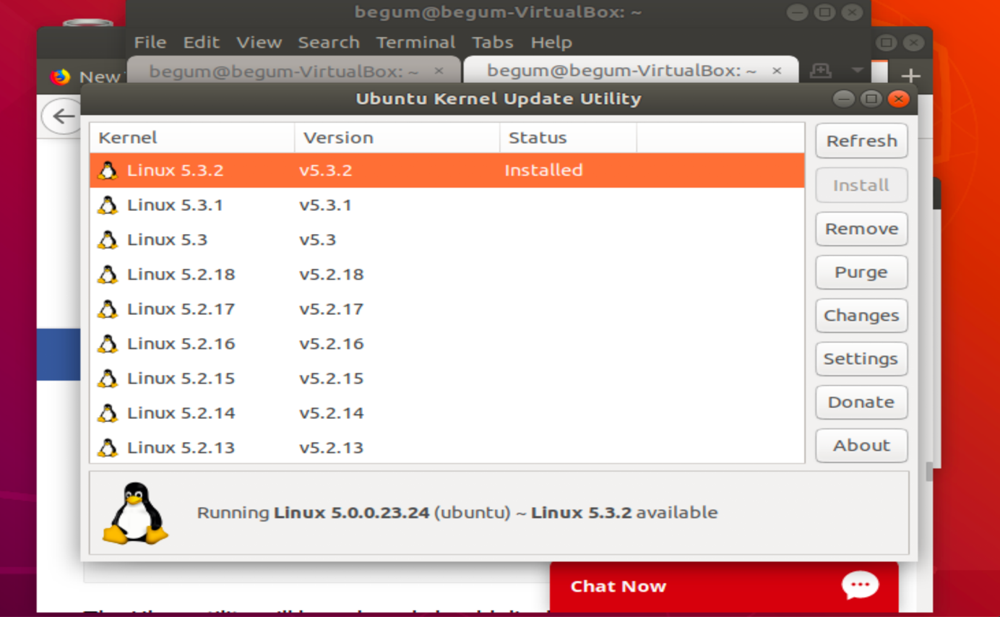 begum@begum-VirtualBox: ~
File Edit View Search Terminal Tabs Help
begum@begum-VirtualBox: ~ × begum@begum-VirtualBox: ~ ×
New
Ubuntu Kernel Update Utility
Kernel Version Status
Linux 5.3.2 v5.3.2 Installed
Linux 5.3.1 v5.3.1
Linux 5.3 v5.3
Linux 5.2.18 v5.2.18
Linux 5.2.17 v5.2.17
Linux 5.2.16 v5.2.16
Linux 5.2.15 v5.2.15
Linux 5.2.14 v5.2.14
Linux 5.2.13 v5.2.13
Refresh
Install
Remove
Purge
Changes
Settings
Donate
About
Running Linux 5.0.0.23.24 (ubuntu) ~ Linux 5.3.2 available
Chat Now